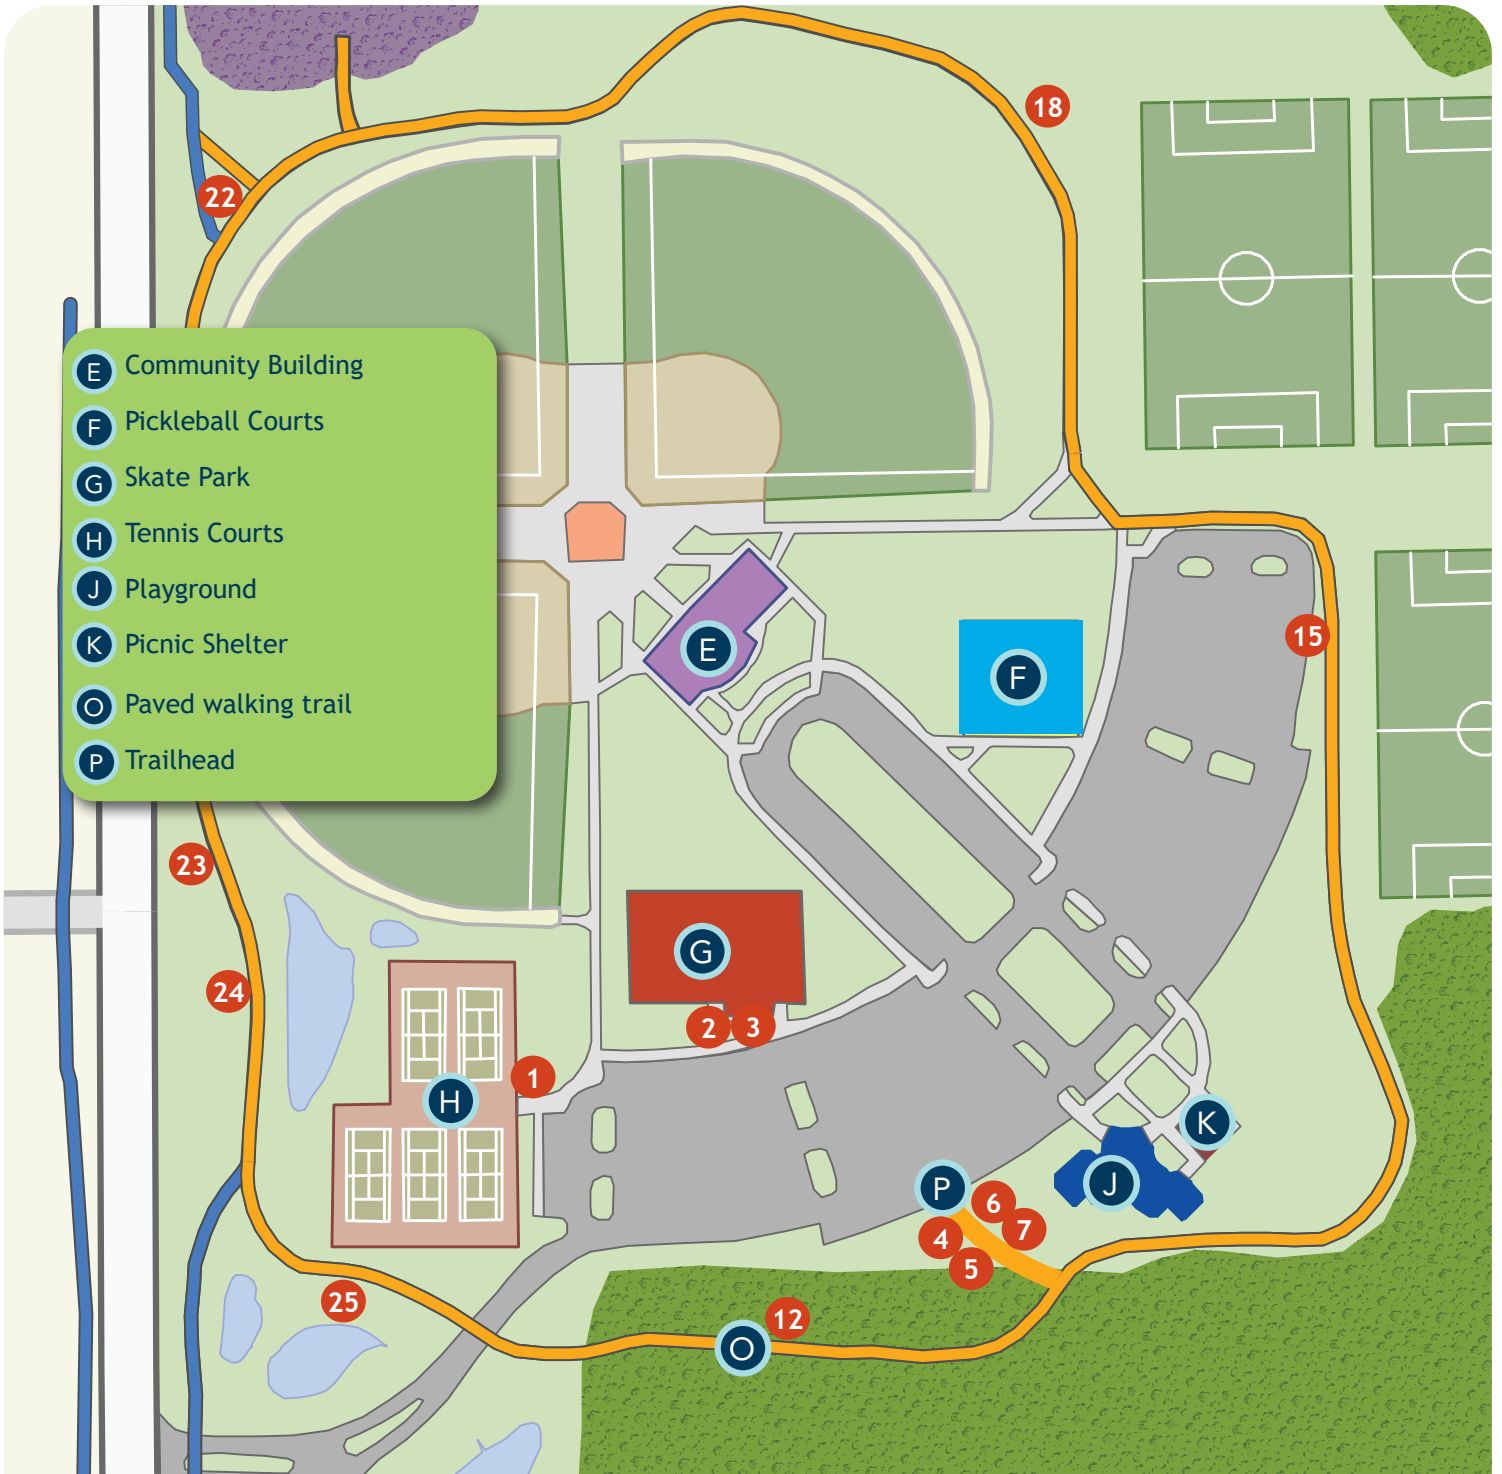 18
22
E Community Building
F Pickleball Courts
G Skate Park
H Tennis Courts
J Playground
K Picnic Shelter
O Paved walking trail
P Trailhead
15
E
F
23
G
24
2 3
1
H
K
J
P
6
7
4
5
25
12
O